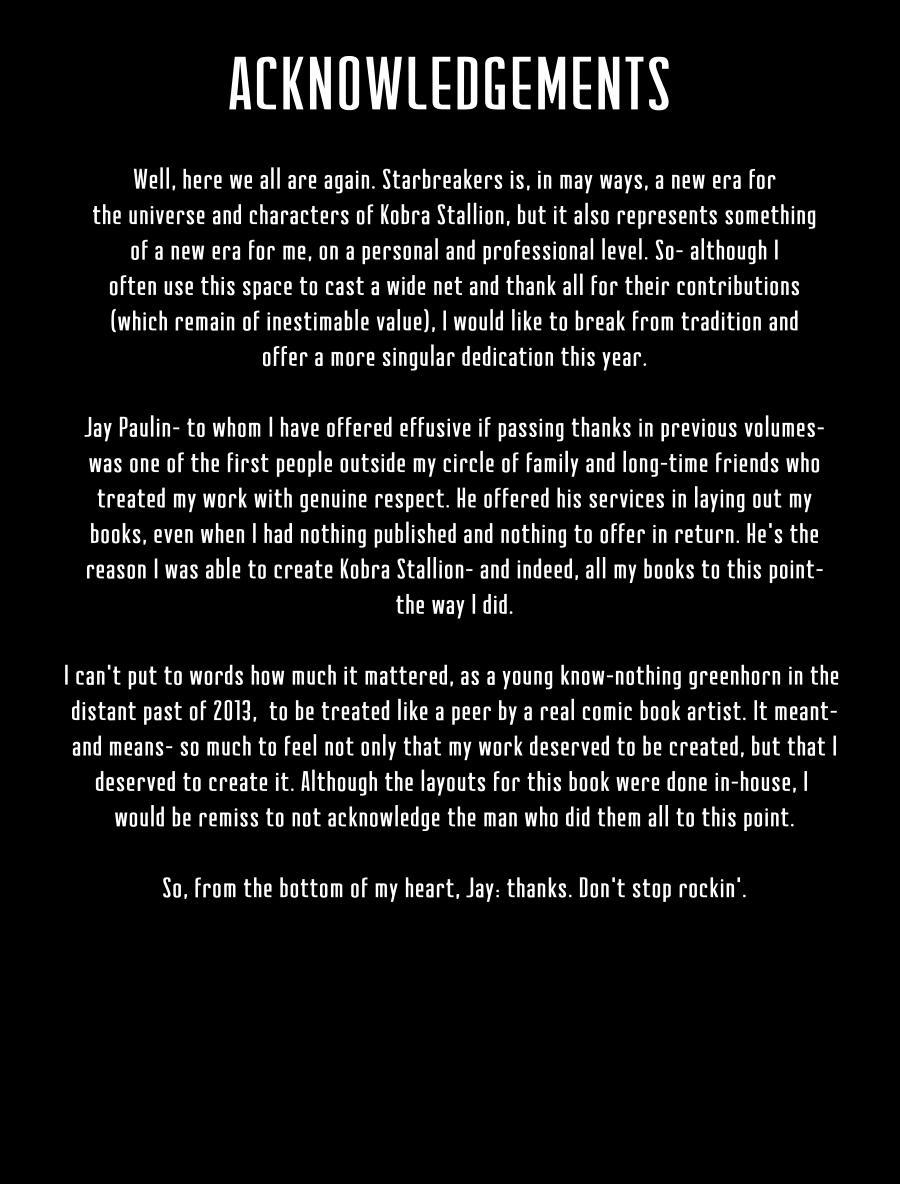 ACKNOWLEDGEMENTS
Well, here we all are again. Starbreakers is, in may ways, a new era for
the universe and characters of Kobra Stallion, but it also represents something
of a new era for me, on a personal and professional level. So- although I
often use this space to cast a wide net and thank all for their contributions
(which remain of inestimable value), I would like to break from tradition and
offer a more singular dedication this year.
Jay Paulin- to whom I have offered effusive if passing thanks in previous volumes-
was one of the first people outside my circle of family and long-time friends who
treated my work with genuine respect. He offered his services in laying out my
books, even when I had nothing published and nothing to offer in return. He's the
reason I was able to create Kobra Stallion- and indeed, all my books to this point-
the way I did.
I can't put to words how much it mattered, as a young know-nothing greenhorn in the
distant past of 2013,  to be treated like a peer by a real comic book artist. It meant-
and means- so much to feel not only that my work deserved to be created, but that I
deserved to create it. Although the layouts for this book were done in-house, I
would be remiss to not acknowledge the man who did them all to this point.
So, from the bottom of my heart, Jay: thanks. Don't stop rockin'.